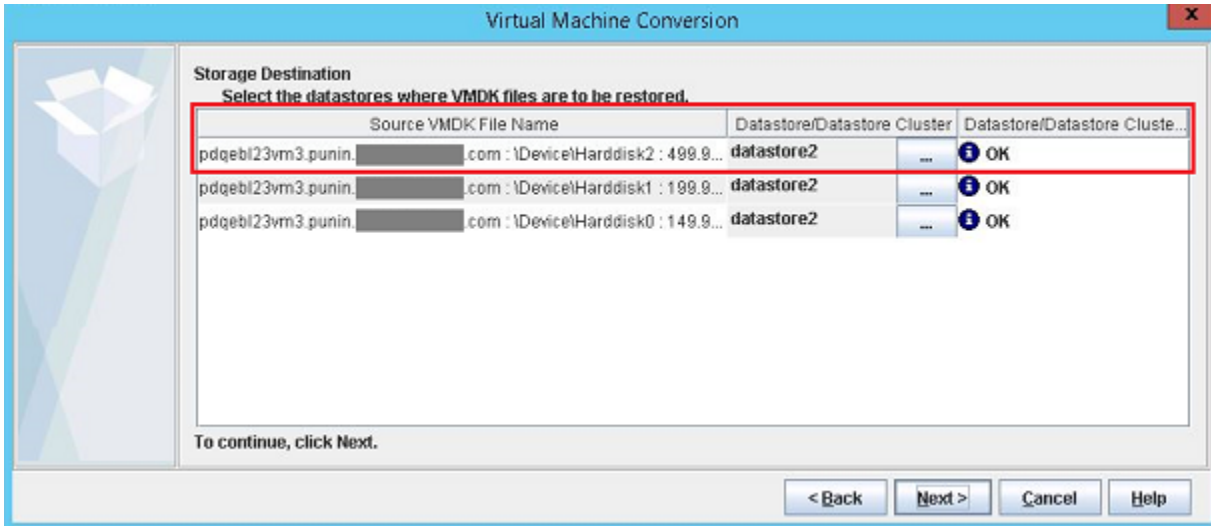 Virtual Machine Conversion
x
Storage Destination
Select the datastores where VMDK files are to be restored.
Source VMDK File Name Datastore/Datastore Cluster Datastore/Datastore Cluste...
pdqebl23vm3.punin. .com : \Device\Harddisk2 : 499.9... datastore2 ... OK
pdqebl23vm3.punin. .com : \Device\Harddisk1 : 199.9... datastore2 ... OK
pdqebl23vm3.punin. .com : \Device\Harddisk0 : 149.9... datastore2 ... OK
To continue, click Next.
< Back Next > Cancel Help